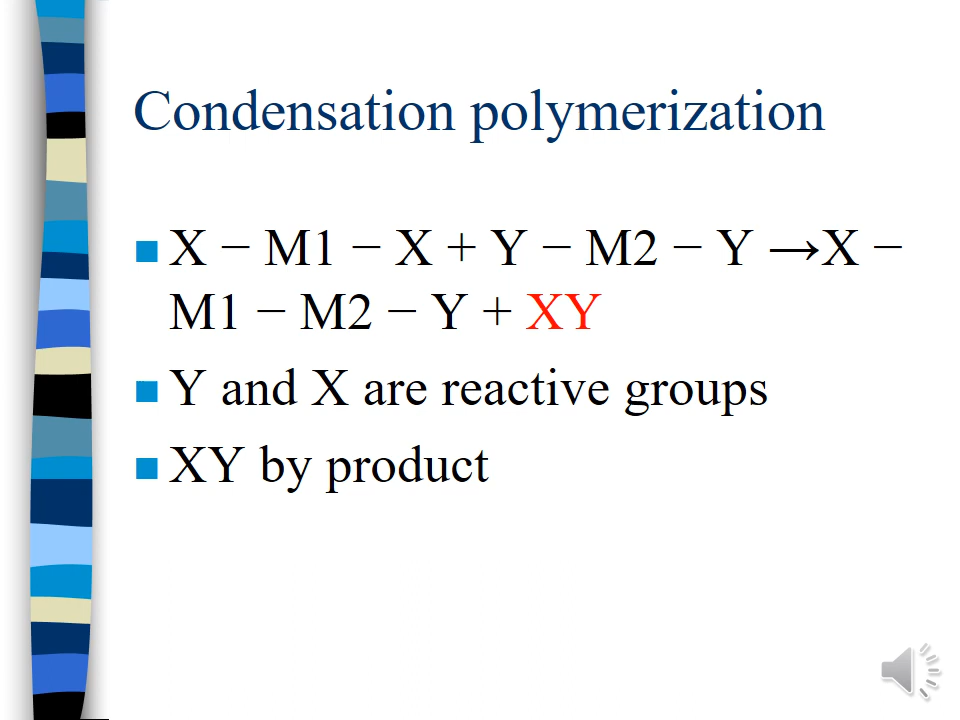 Condensation polymerization
X − M1 − X + Y − M2 − Y →X −
M1 − M2 − Y + XY
Y and X are reactive groups
XY by product